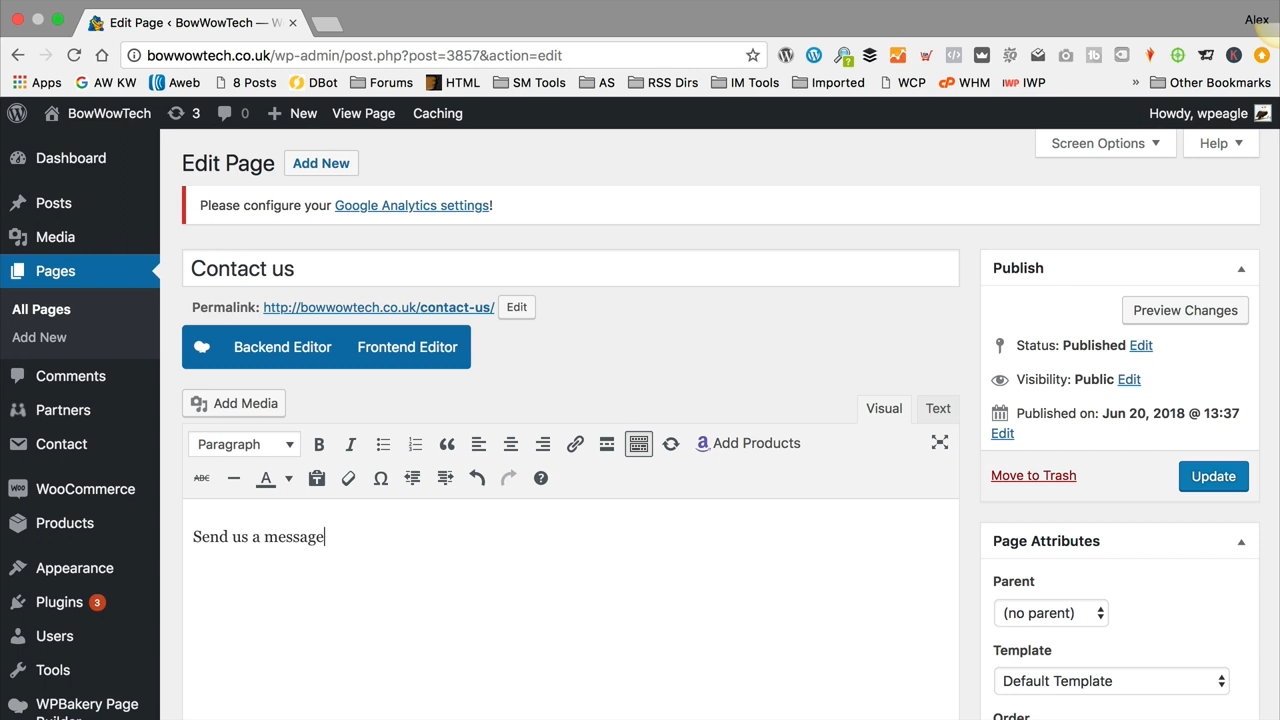 Edit Page ‹ BowWowTech — W
Alex
bowwowtech.co.uk/wp-admin/post.php?post=3857&action=edit
Apps AW KW Aweb 8 Posts DBot Forums HTML SM Tools AS RSS Dirs IM Tools Imported WCP WHM IWP » Other Bookmarks
BowWowTech 3 0 New View Page Caching Howdy, wpeagle
Screen Options Help
Dashboard
Posts
Media
Pages
All Pages
Add New
Comments
Partners
Contact
WooCommerce
Products
Appearance
Plugins 3
Users
Tools
WPBakery Page
Edit Page Add New
Please configure your Google Analytics settings!
Contact us
Permalink: http://bowwowtech.co.uk/contact-us/ Edit
Backend Editor Frontend Editor
Add Media
Visual Text
Paragraph B I Add Products
ABC A
Send us a message
Publish
Preview Changes
Status: Published Edit
Visibility: Public Edit
Published on: Jun 20, 2018 @ 13:37
Edit
Move to Trash Update
Page Attributes
Parent
(no parent)
Template
Default Template
Order